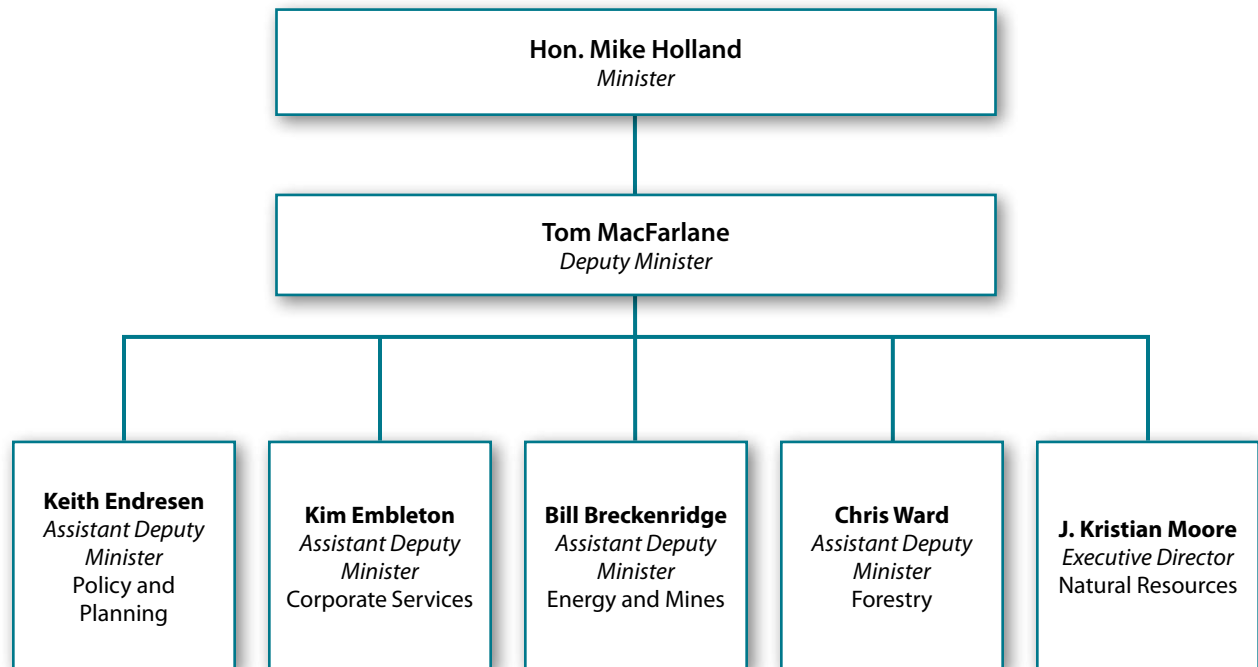 Hon. Mike Holland
Minister
Tom MacFarlane
Deputy Minister
Keith Endresen
Assistant Deputy
Minister
Policy and
Planning
Kim Embleton
Assistant Deputy
Minister
Corporate Services
Bill Breckenridge
Assistant Deputy
Minister
Energy and Mines
Chris Ward
Assistant Deputy
Minister
Forestry
J. Kristian Moore
Executive Director
Natural Resources